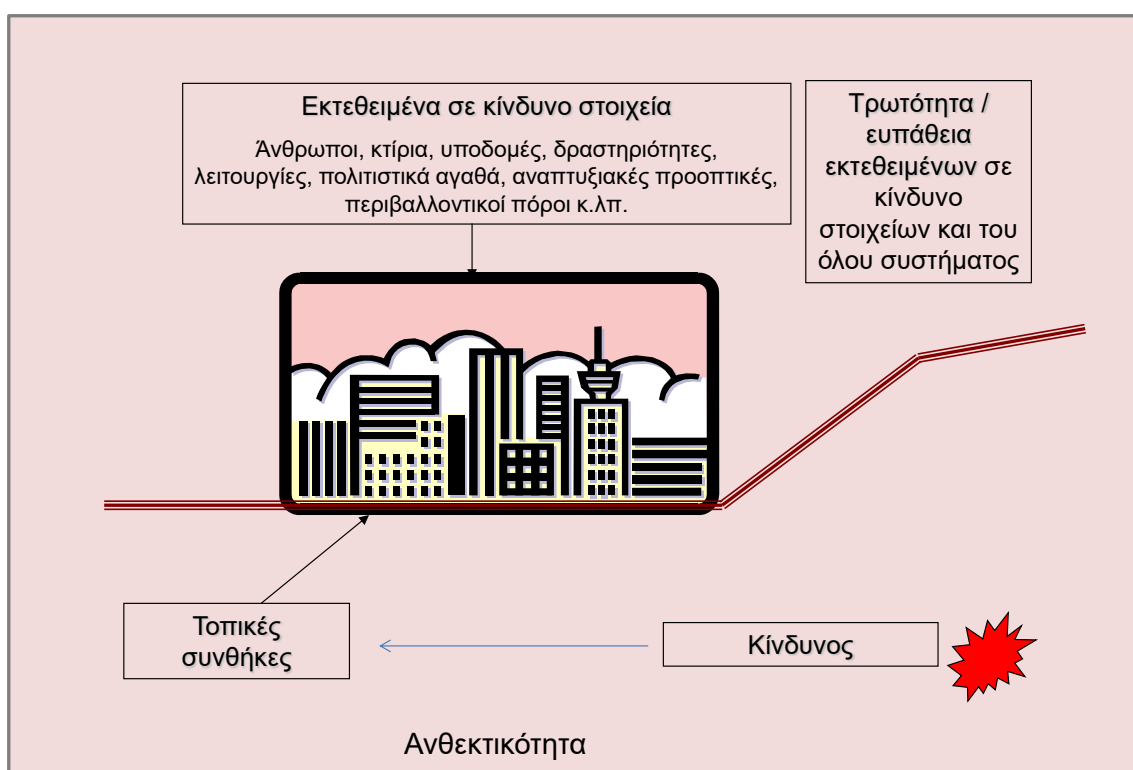 Εκτεθειμένα σε κίνδυνο στοιχεία
Άνθρωποι, κτίρια, υποδομές, δραστηριότητες,
λειτουργίες, πολιτιστικά αγαθά, αναπτυξιακές προοπτικές,
περιβαλλοντικοί πόροι κ.λπ.
Τρωτότητα /
ευπάθεια
εκτεθειμένων σε
κίνδυνο
στοιχείων και του
όλου συστήματος
Τοπικές
συνθήκες
Κίνδυνος
Ανθεκτικότητα